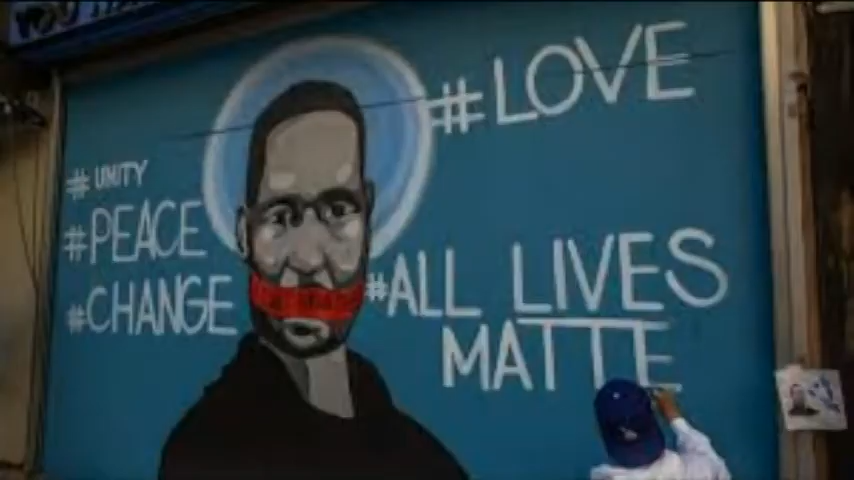 #LOVE
#UNITY
#PEACE
#CHANGE
#ALL LIVES
MATTE